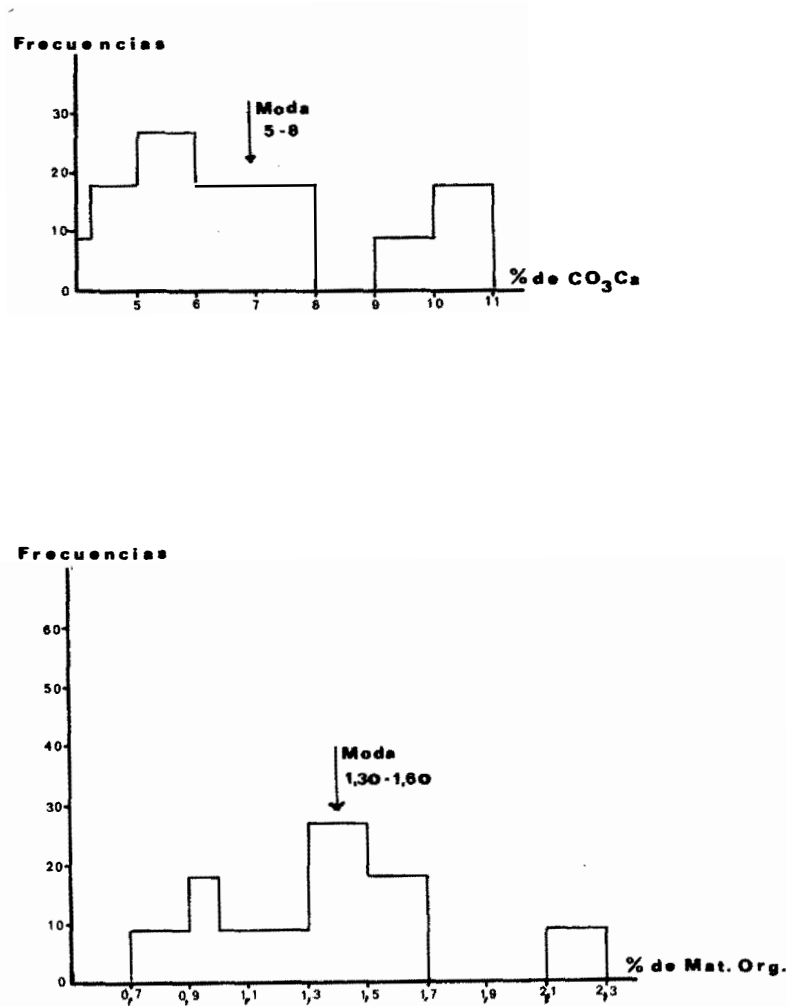 Frecuencias
30
Moda
5-8
20
10
0
5 6 7 8 9 10 11
% de CO3Ca
Frecuencias
60
50
40
Moda
1,30-1,60
30
20
10
0
0,7 0,9 1,1 1,3 1,5 1,7 1,9 2,1 2,3
% de Mat. Org.